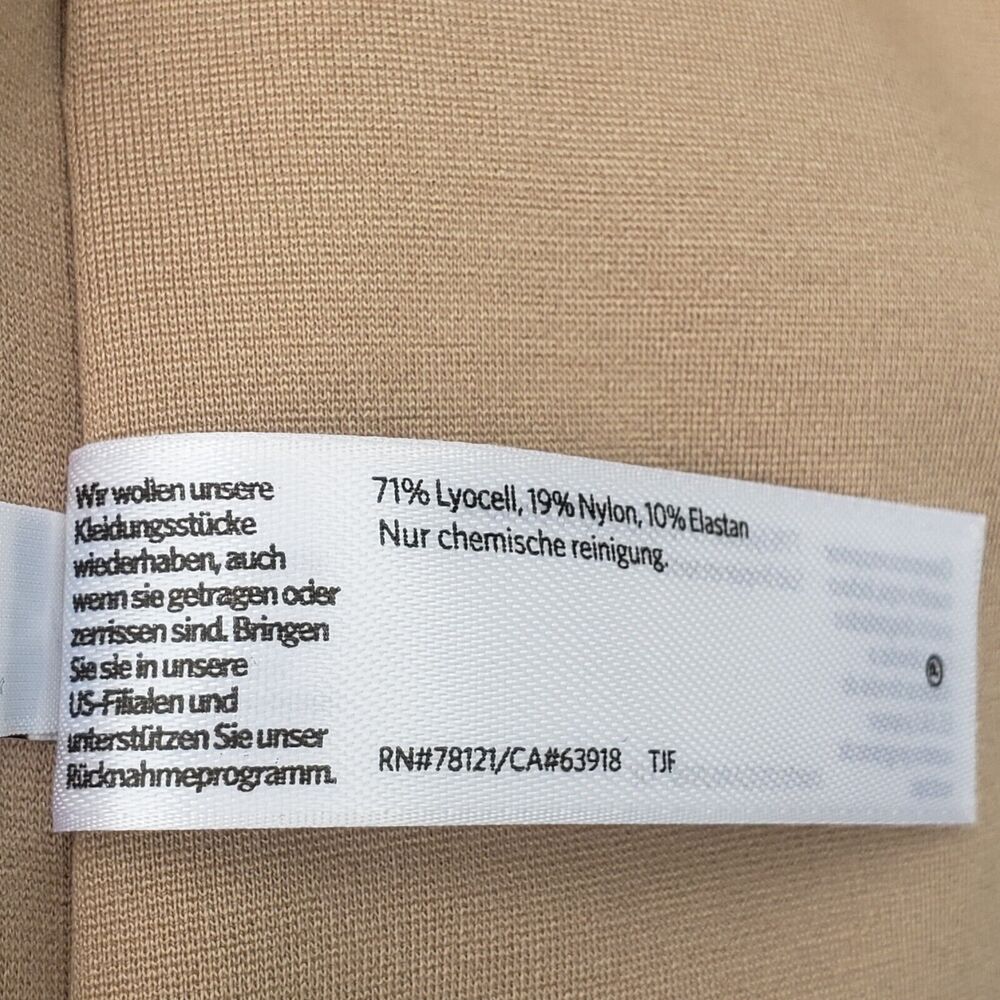 Wir wollen unsere
Kleidungsstücke
wiederhaben, auch
wenn sie getragen oder
zerrissen sind. Bringen
Sie sie in unsere
US-Filialen und
unterstützen Sie unser
Rücknahmeprogramm.
71% Lyocell, 19% Nylon, 10% Elastan
Nur chemische reinigung.
RN#78121/CA#63918 TJF